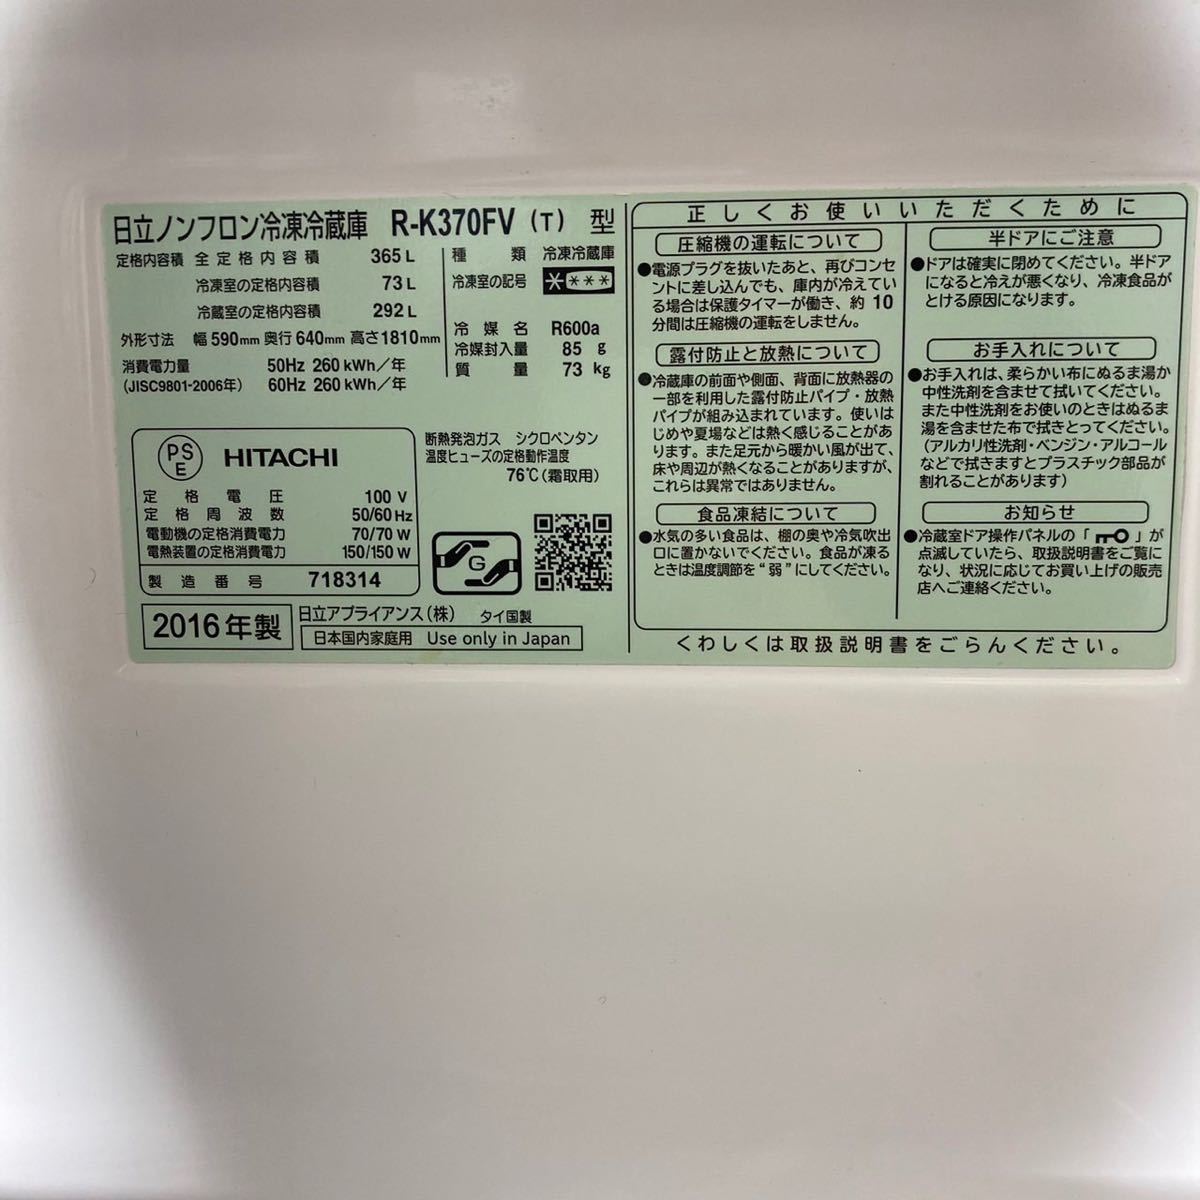 日立ノンフロン冷凍冷蔵庫 R-K370FV (T) 型
定格内容積 全定格内容積 365 L
冷凍室の定格内容積 73 L
冷蔵室の定格内容積 292 L
外形寸法 幅 590mm 奥行 640mm 高さ 1810mm
消費電力量 50Hz 260 kWh/年
(JISC9801-2006年) 60Hz 260 kWh/年
種類 冷凍冷蔵庫
冷凍室の記号 ****
冷媒名 R600a
冷媒封入量 85 g
質量 73 kg
PS
E
HITACHI
定格電圧 100 V
定格周波数 50/60 Hz
電動機の定格消費電力 70/70 W
電熱装置の定格消費電力 150/150 W
製造番号 718314
断熱発泡ガス シクロペンタン
温度ヒューズの定格動作温度
76℃(霜取用)
G
2016年製
日立アプライアンス(株) タイ国製
日本国内家庭用 Use only in Japan
正しくお使いいただくために
圧縮機の運転について
●電源プラグを抜いたあと、再びコンセ
ントに差し込んでも、庫内が冷えてい
る場合は保護タイマーが働き、約 10
分間は圧縮機の運転をしません。
露付防止と放熱について
●冷蔵庫の前面や側面、背面に放熱器の
一部を利用した露付防止パイプ・放熱
パイプが組み込まれています。使いは
じめや夏場などは熱く感じることがあ
ります。また足元から暖かい風が出て、
床や周辺が熱くなることがありますが、
これらは異常ではありません。
食品凍結について
●水気の多い食品は、棚の奥や冷気吹出
口に置かないでください。食品が凍る
ときは温度調節を“弱”にしてください。
半ドアにご注意
●ドアは確実に閉めてください。半ドア
になると冷えが悪くなり、冷凍食品が
とける原因になります。
お手入れについて
●お手入れは、柔らかい布にぬるま湯か
中性洗剤を含ませて拭いてください。
また中性洗剤をお使いのときはぬるま
湯を含ませた布で拭きとってください。
(アルカリ性洗剤・ベンジン・アルコール
などで拭きますとプラスチック部品が
割れることがあります)
お知らせ
●冷蔵室ドア操作パネルの「 」が
点滅していたら、取扱説明書をご覧に
なり、状況に応じてお買い上げの販売
店へご連絡ください。
くわしくは取扱説明書をごらんください。